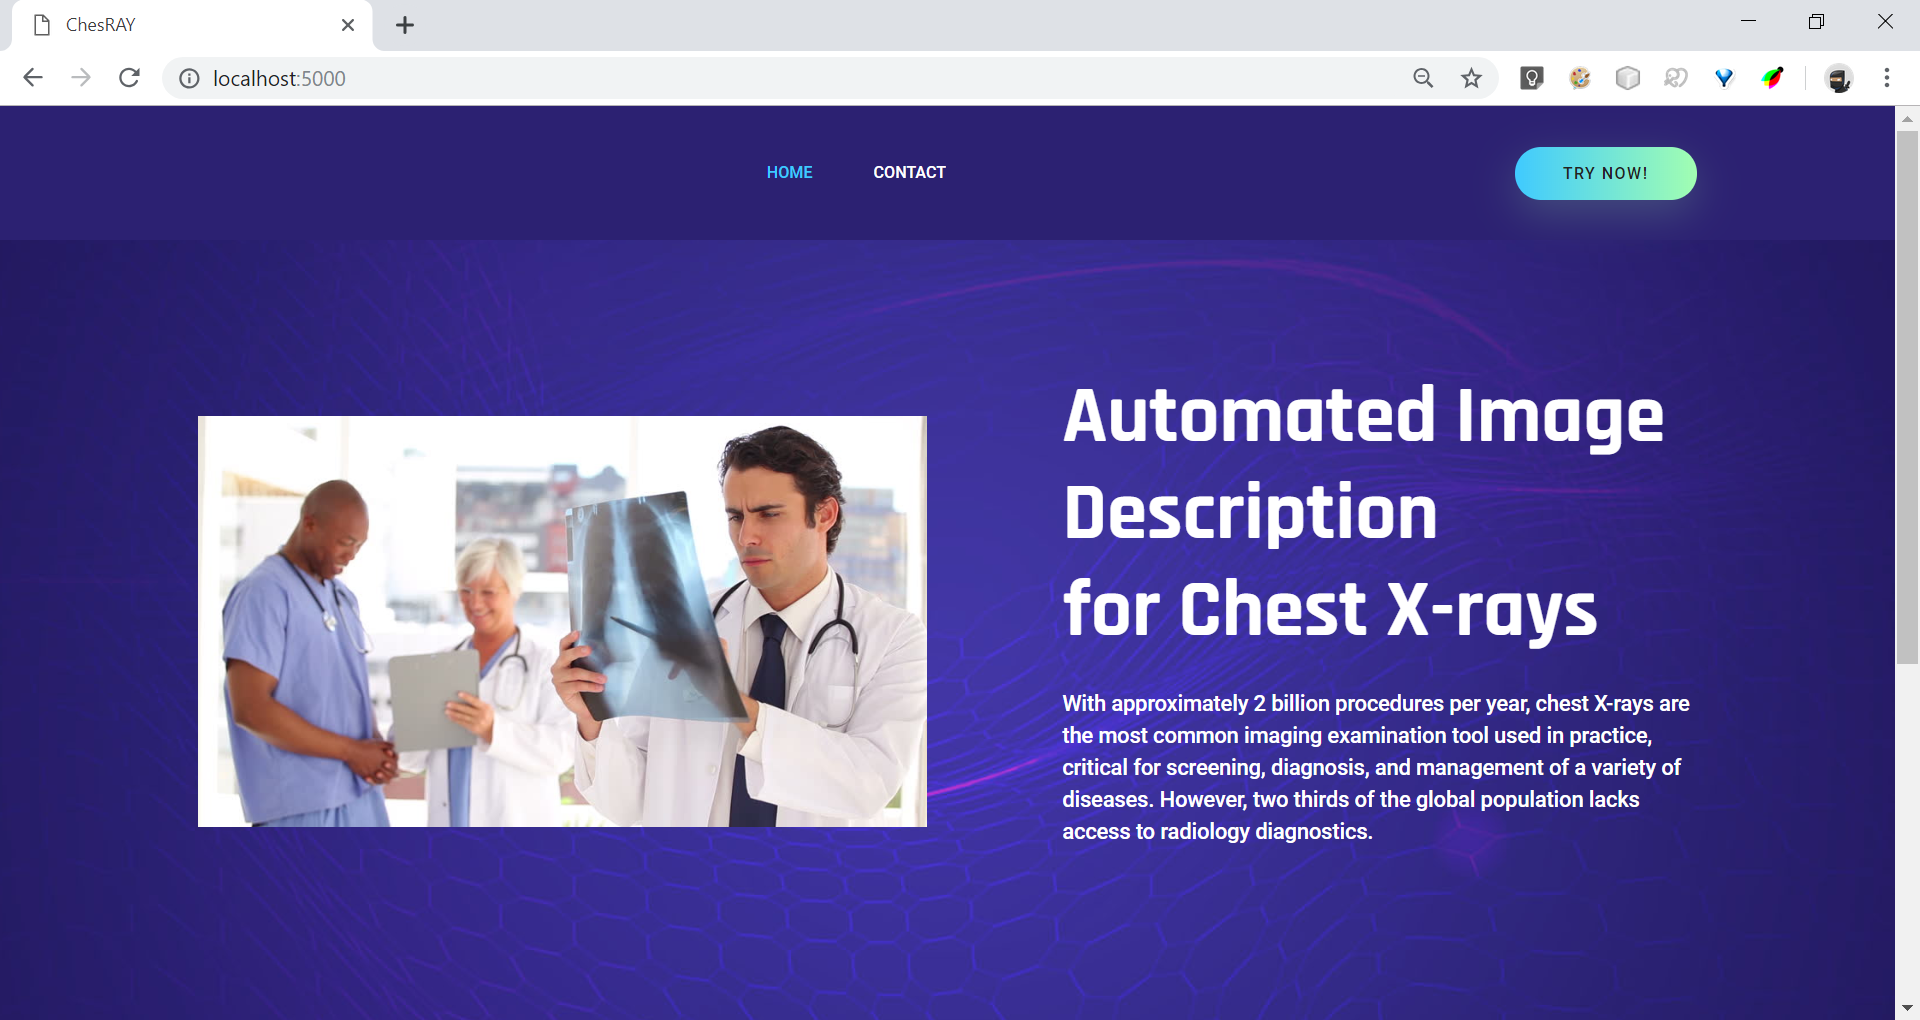 ChesRAY
localhost:5000
HOME CONTACT TRY NOW!
Automated Image
Description
for Chest X-rays
With approximately 2 billion procedures per year, chest X-rays are
the most common imaging examination tool used in practice,
critical for screening, diagnosis, and management of a variety of
diseases. However, two thirds of the global population lacks
access to radiology diagnostics.